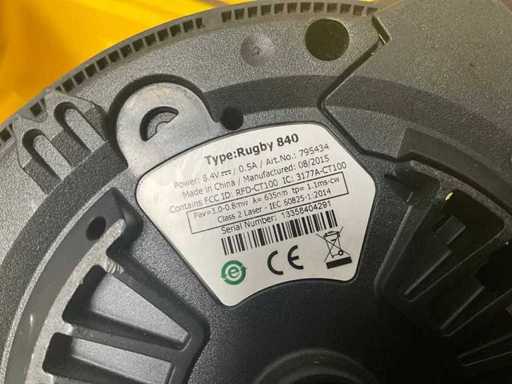 Type:Rugby 840
Power: 8.4V⎓ / 0.5A / Art.No.: 795434
Made in China / Manufactured: 08/2015
Contains FCC ID: RFD-CT100 IC: 3177A-CT100
Pav=1.0-0.8mw λ= 635nm tp= 1.1ms-cw
Class 2 Laser - IEC 60825-1:2014
Serial Number: 13358404291
CE